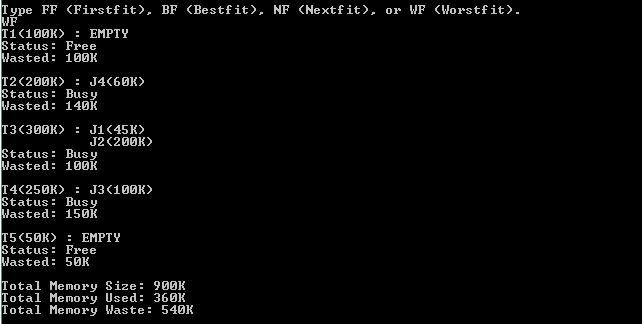 Type FF (Firstfit), BF (Bestfit), NF (Nextfit), or WF (Worstfit).
WF
T1(100K) : EMPTY
Status: Free
Wasted: 100K
T2(200K) : J4(60K)
Status: Busy
Wasted: 140K
T3(300K) : J1(45K)
J2(200K)
Status: Busy
Wasted: 100K
T4(250K) : J3(100K)
Status: Busy
Wasted: 150K
T5(50K) : EMPTY
Status: Free
Wasted: 50K
Total Memory Size: 900K
Total Memory Used: 360K
Total Memory Waste: 540K